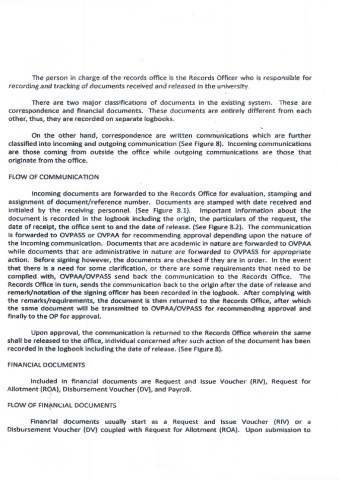 The person in charge of the records office is the Records Officer who is responsible for
recording and tracking of documents received and released in the university.
There are two major classifications of documents in the existing system. These are
correspondence and financial documents. These documents are entirely different from each
other, thus, they are recorded on separate logbooks.
On the other hand, correspondence are written communications which are further
classified into incoming and outgoing communication (See Figure 8). Incoming communications
are those coming from outside the office while outgoing communications are those that
originate from the office.
FLOW OF COMMUNICATION
Incoming documents are forwarded to the Records Office for evaluation, stamping and
assignment of document/reference number. Documents are stamped with date received and
initialed by the receiving personnel. (See Figure 8.1). Important information about the
document is recorded in the logbook including the origin, the particulars of the request, the
date of receipt, the office sent to and the date of release. (See Figure 8.2). The communication
is forwarded to OVPASS or OVPAA for recommending approval depending upon the nature of
the incoming communication. Documents that are academic in nature are forwarded to OVPAA
while documents that are administrative in nature are forwarded to OVPASS for appropriate
action. Before signing however, the documents are checked if they are in order. In the event
that there is a need for some clarification, or there are some requirements that need to be
complied with, OVPAA/OVPASS send back the communication to the Records Office. The
Records Office in turn, sends the communication back to the origin after the date of release and
remark/notation of the signing officer has been recorded in the logbook. After complying with
the remarks/requirements, the document is then returned to the Records Office, after which
the same document will be transmitted to OVPAA/OVPASS for recommending approval and
finally to the OP for approval.
Upon approval, the communication is returned to the Records Office wherein the same
shall be released to the office, individual concerned after such action of the document has been
recorded in the logbook including the date of release. (See Figure 8).
FINANCIAL DOCUMENTS
Included in financial documents are Request and Issue Voucher (RIV), Request for
Allotment (ROA), Disbursement Voucher (DV), and Payroll.
FLOW OF FINANCIAL DOCUMENTS
Financial documents usually start as a Request and Issue Voucher (RIV) or a
Disbursement Voucher (DV) coupled with Request for Allotment (ROA). Upon submission to